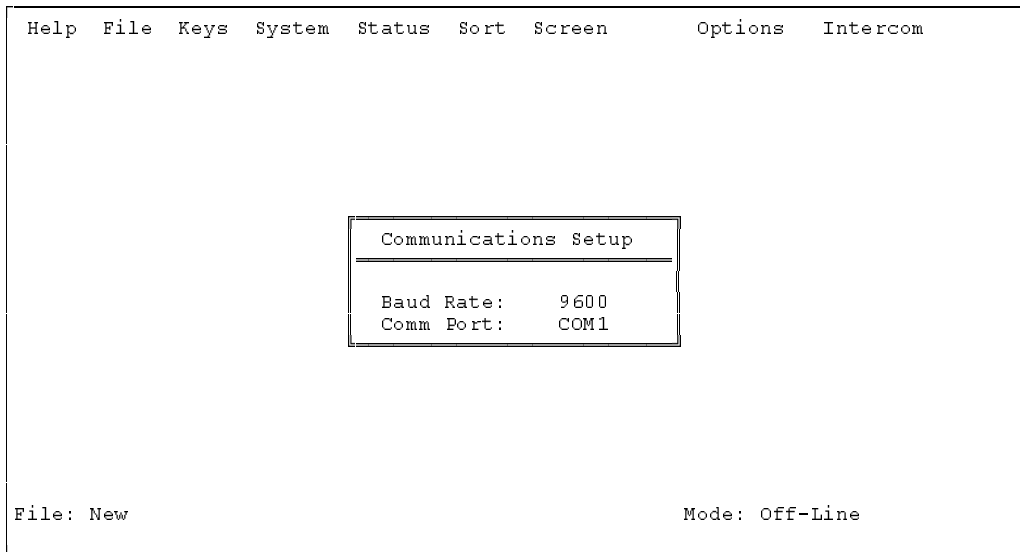 Help File Keys System Status Sort Screen Options Intercom
Communications Setup
Baud Rate: 9600
Comm Port: COM1
File: New Mode: Off-Line